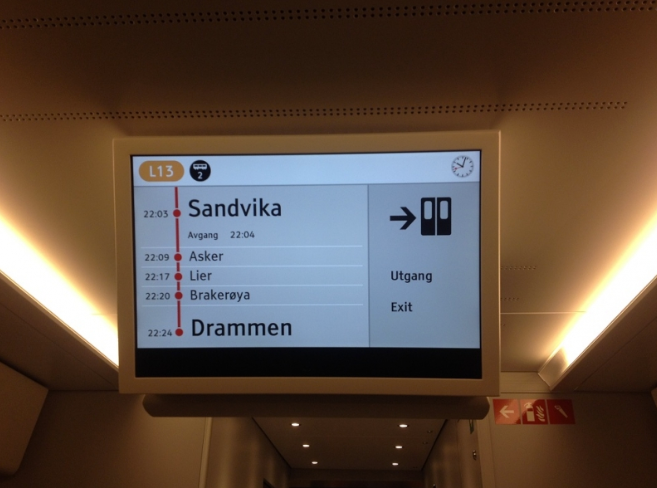 L13
2
22:03 Sandvika
Avgang 22:04
22:09 Asker
22:17 Lier
22:20 Brakerøya
22:24 Drammen
Utgang
Exit